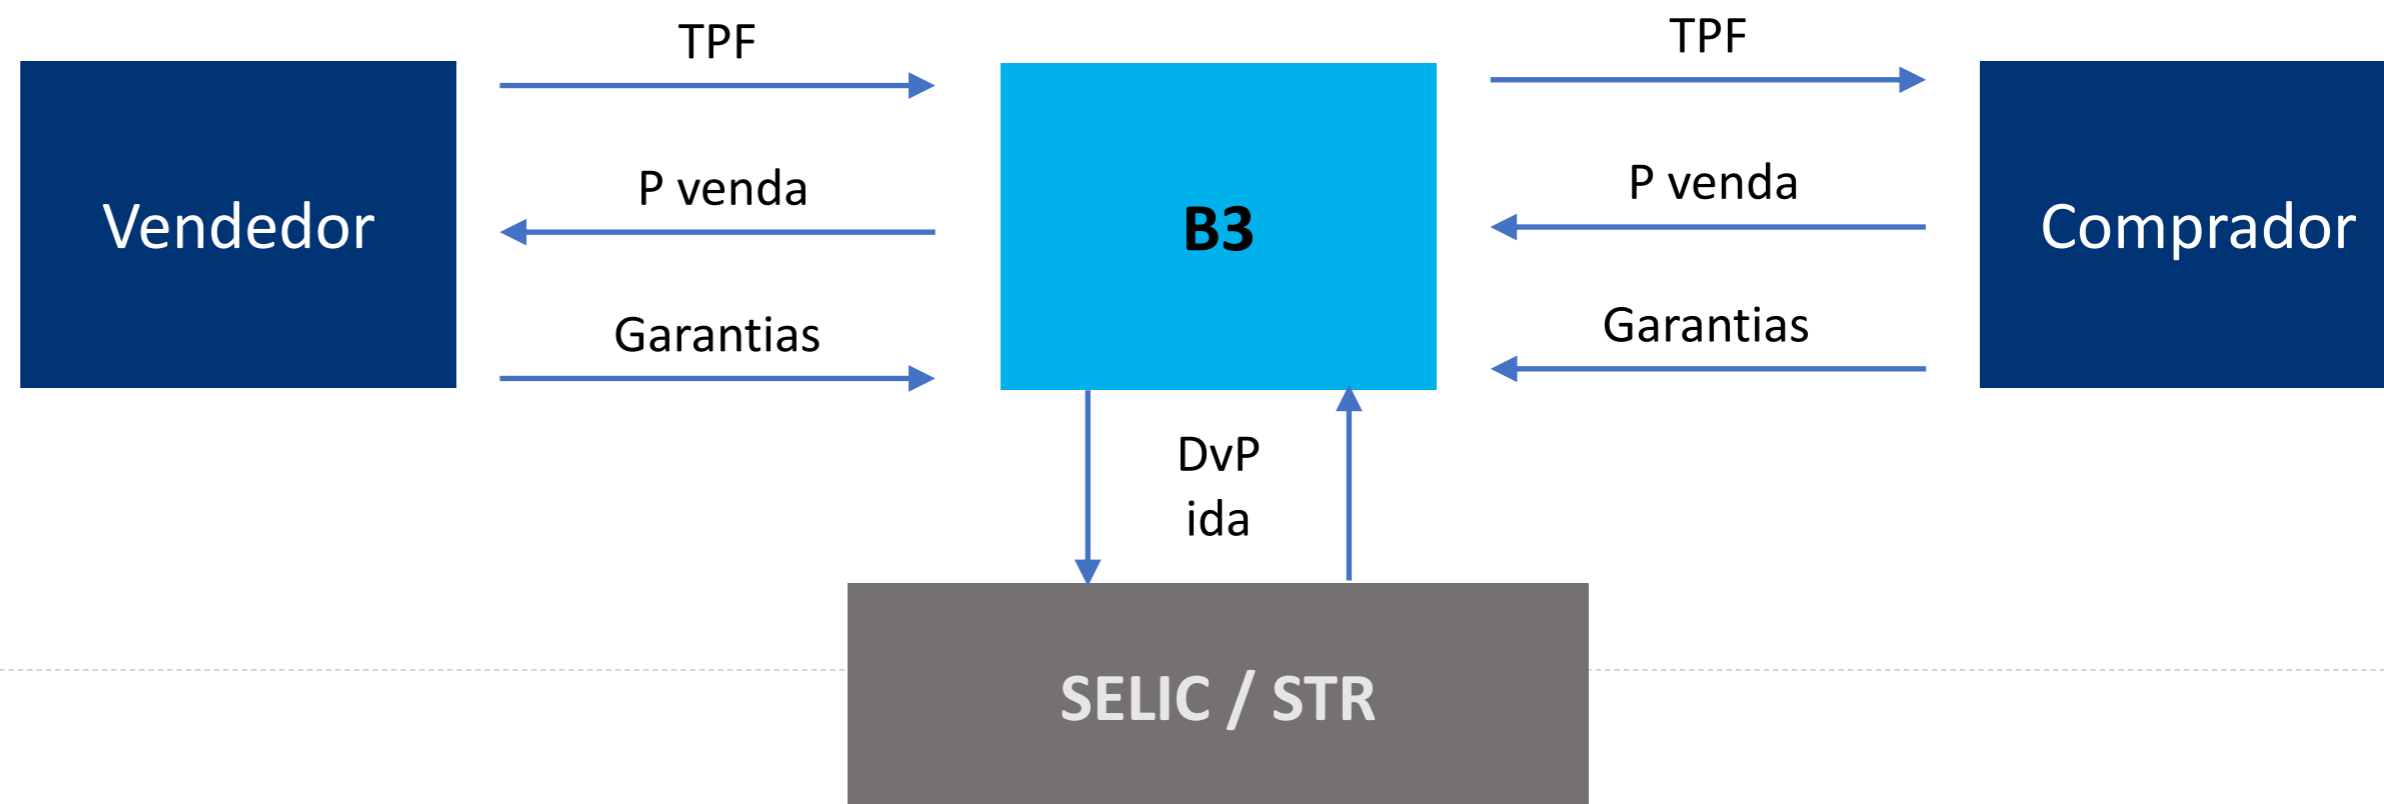 TPF
TPF
Vendedor
P venda
B3
P venda
Comprador
Garantias
Garantias
DvP
ida
SELIC / STR